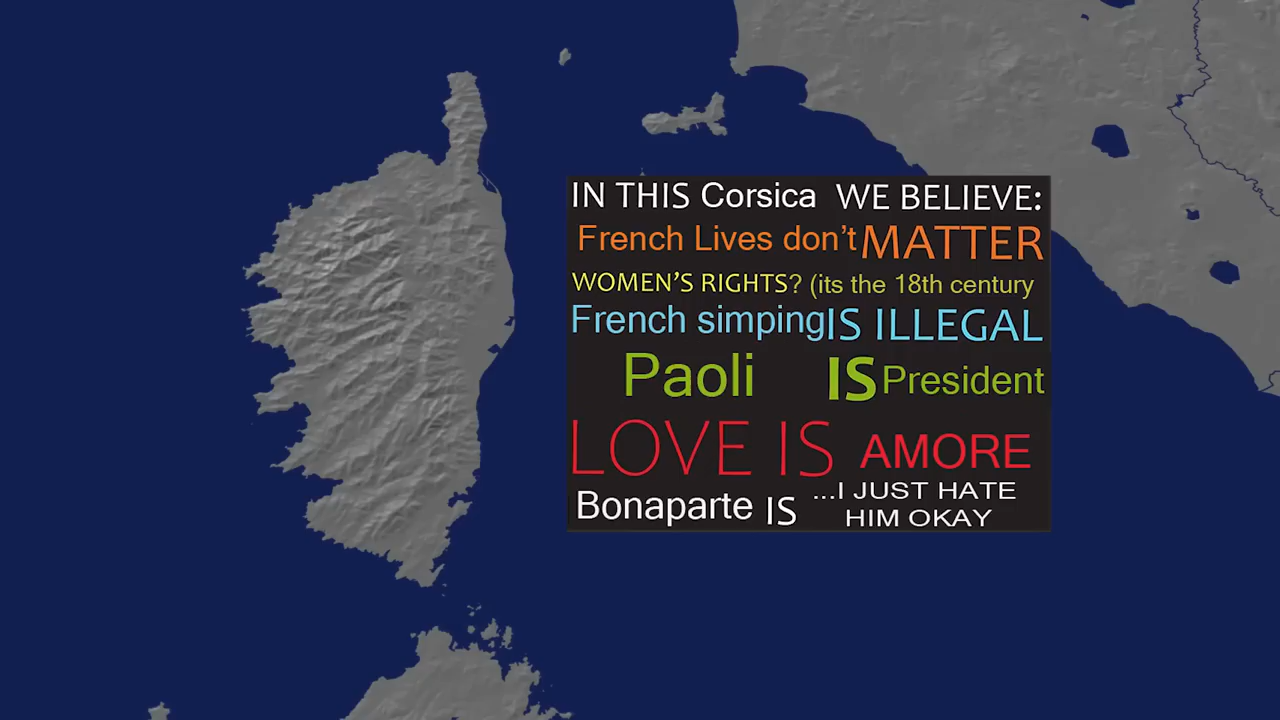 IN THIS Corsica WE BELIEVE:
French Lives don't MATTER
WOMEN'S RIGHTS? (its the 18th century
French simping IS ILLEGAL
Paoli IS President
LOVE IS AMORE
Bonaparte IS ...I JUST HATE
HIM OKAY